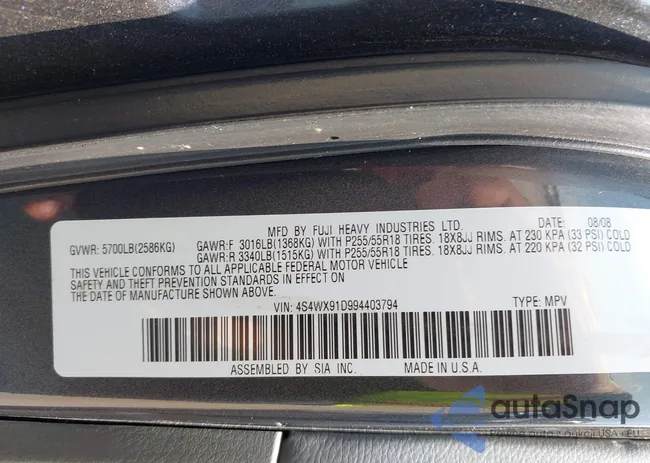 MFD BY FUJI HEAVY INDUSTRIES LTD. DATE: 08/08
GVWR: 5700LB(2586KG) GAWR:F 3016LB(1368KG) WITH P255/55R18 TIRES. 18X8JJ RIMS. AT 230 KPA (33 PSI) COLD
GAWR:R 3340LB(1515KG) WITH P255/55R18 TIRES. 18X8JJ RIMS. AT 220 KPA (32 PSI) COLD
THIS VEHICLE CONFORMS TO ALL APPLICABLE FEDERAL MOTOR VEHICLE
SAFETY AND THEFT PREVENTION STANDARDS IN EFFECT ON
THE DATE OF MANUFACTURE SHOWN ABOVE.
VIN: 4S4WX91D994403794 TYPE: MPV
ASSEMBLED BY SIA INC. MADE IN U.S.A.
autoSnap